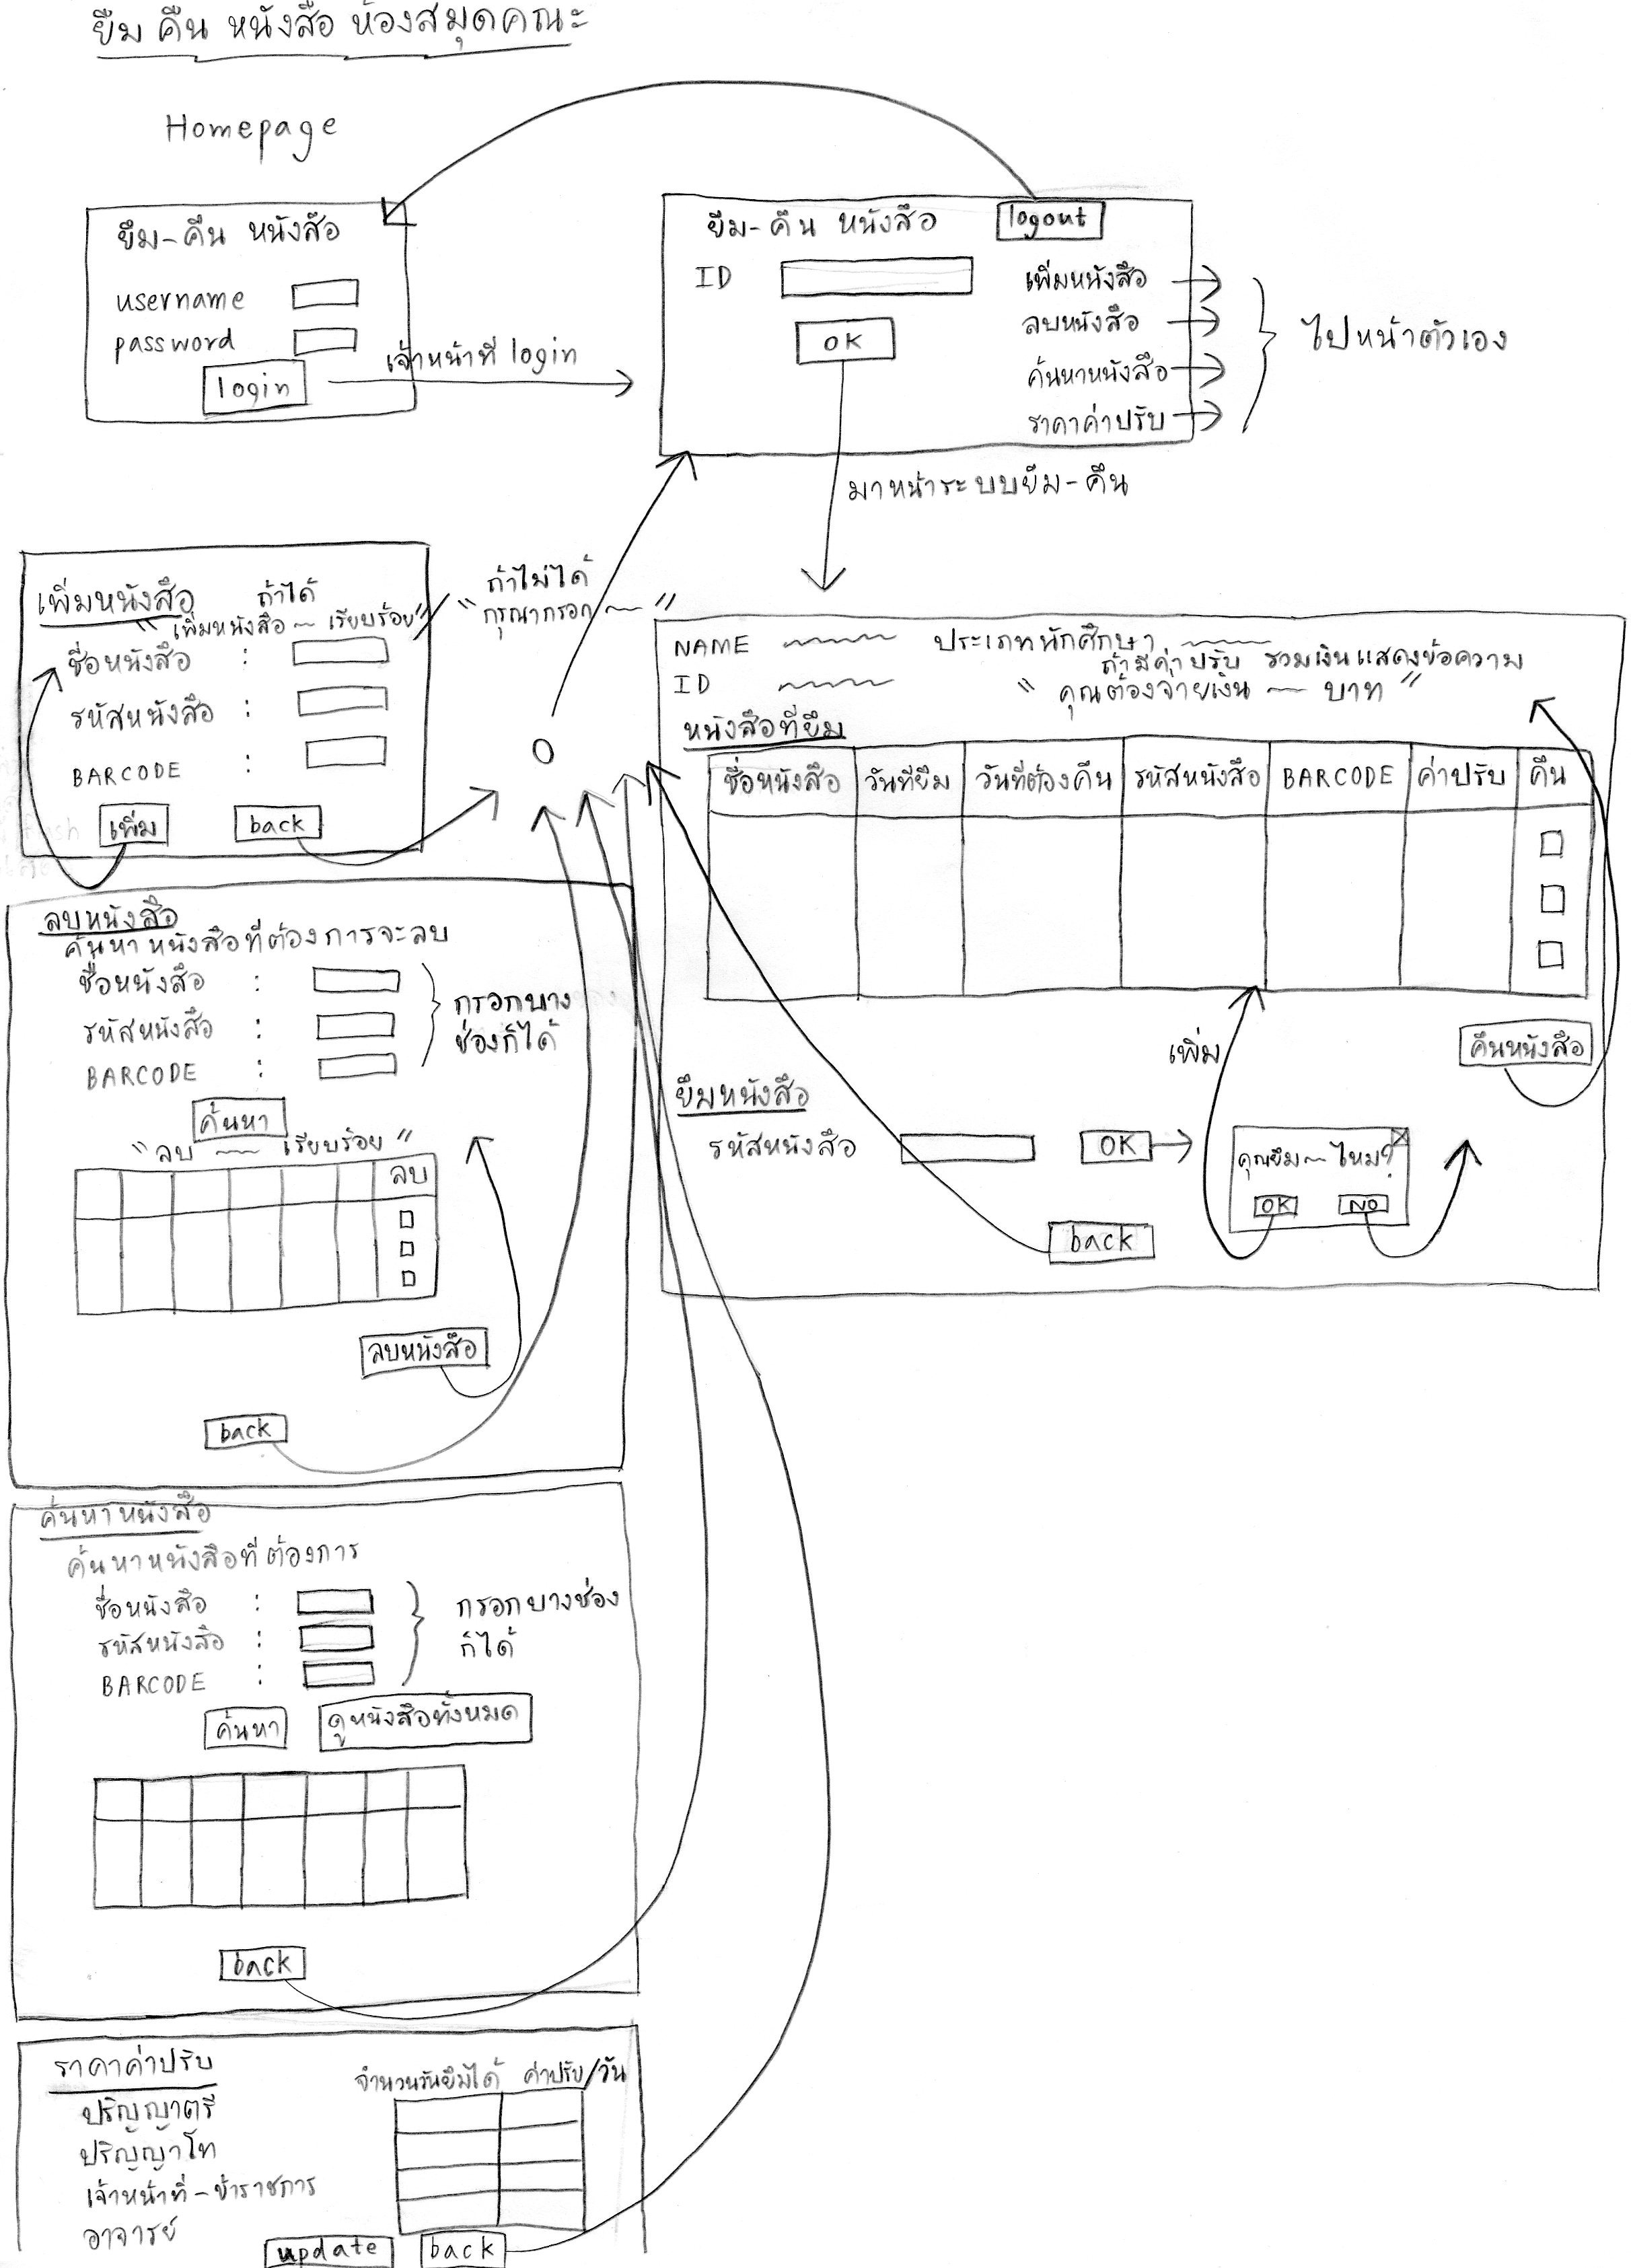 ยืม คืน หนังสือ ห้องสมุดคณะ
Homepage
ยืม-คืน หนังสือ
username
password
login
เจ้าหน้าที่ login
ยืม-คืน หนังสือ
logout
ID
OK
เพิ่มหนังสือ
ลบหนังสือ
ค้นหาหนังสือ
ราคาค่าปรับ
ไปหน้าตัวเอง
มาหน้าระบบยืม-คืน
เพิ่มหนังสือ
ถ้าได้
"เพิ่มหนังสือ ~ เรียบร้อย"
ถ้าไม่ได้
"กรุณากรอก ~"
ชื่อหนังสือ :
รหัสหนังสือ :
BARCODE :
เพิ่ม back
NAME
ประเภทนักศึกษา
ID
ถ้ามีค่าปรับ รวมเงินแสดงข้อความ
"คุณต้องจ่ายเงิน ~ บาท"
หนังสือที่ยืม
ชื่อหนังสือ วันที่ยืม วันที่ต้องคืน รหัสหนังสือ BARCODE ค่าปรับ คืน
เพิ่ม
คืนหนังสือ
ยืมหนังสือ
รหัสหนังสือ
OK
คุณยืม ~ ไหม?
OK NO
back
ลบหนังสือ
ค้นหาหนังสือที่ต้องการจะลบ
ชื่อหนังสือ :
รหัสหนังสือ :
BARCODE :
กรอกบาง
ช่องก็ได้
ค้นหา
"ลบ ~ เรียบร้อย"
ลบ
ลบหนังสือ
back
ค้นหาหนังสือ
ค้นหาหนังสือที่ต้องการ
ชื่อหนังสือ :
รหัสหนังสือ :
BARCODE :
กรอกบางช่อง
ก็ได้
ค้นหา ดูหนังสือทั้งหมด
back
ราคาค่าปรับ
จำนวนวันยืมได้ ค่าปรับ/วัน
ปริญญาตรี
ปริญญาโท
เจ้าหน้าที่-ข้าราชการ
อาจารย์
update back